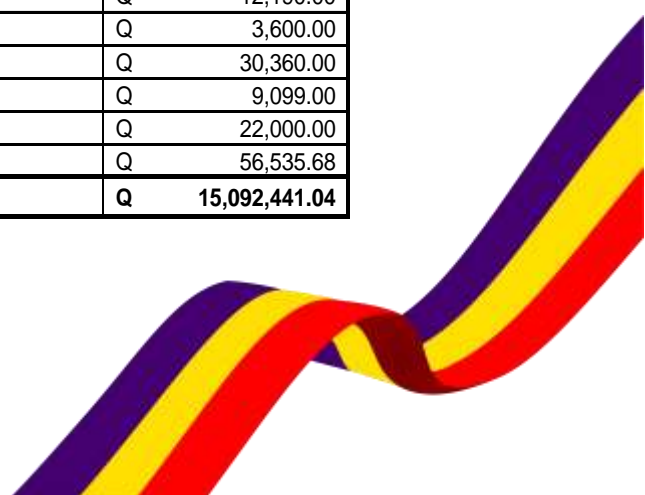 Q 3,600.00
Q 30,360.00
Q 9,099.00
Q 22,000.00
Q 56,535.68
Q 15,092,441.04